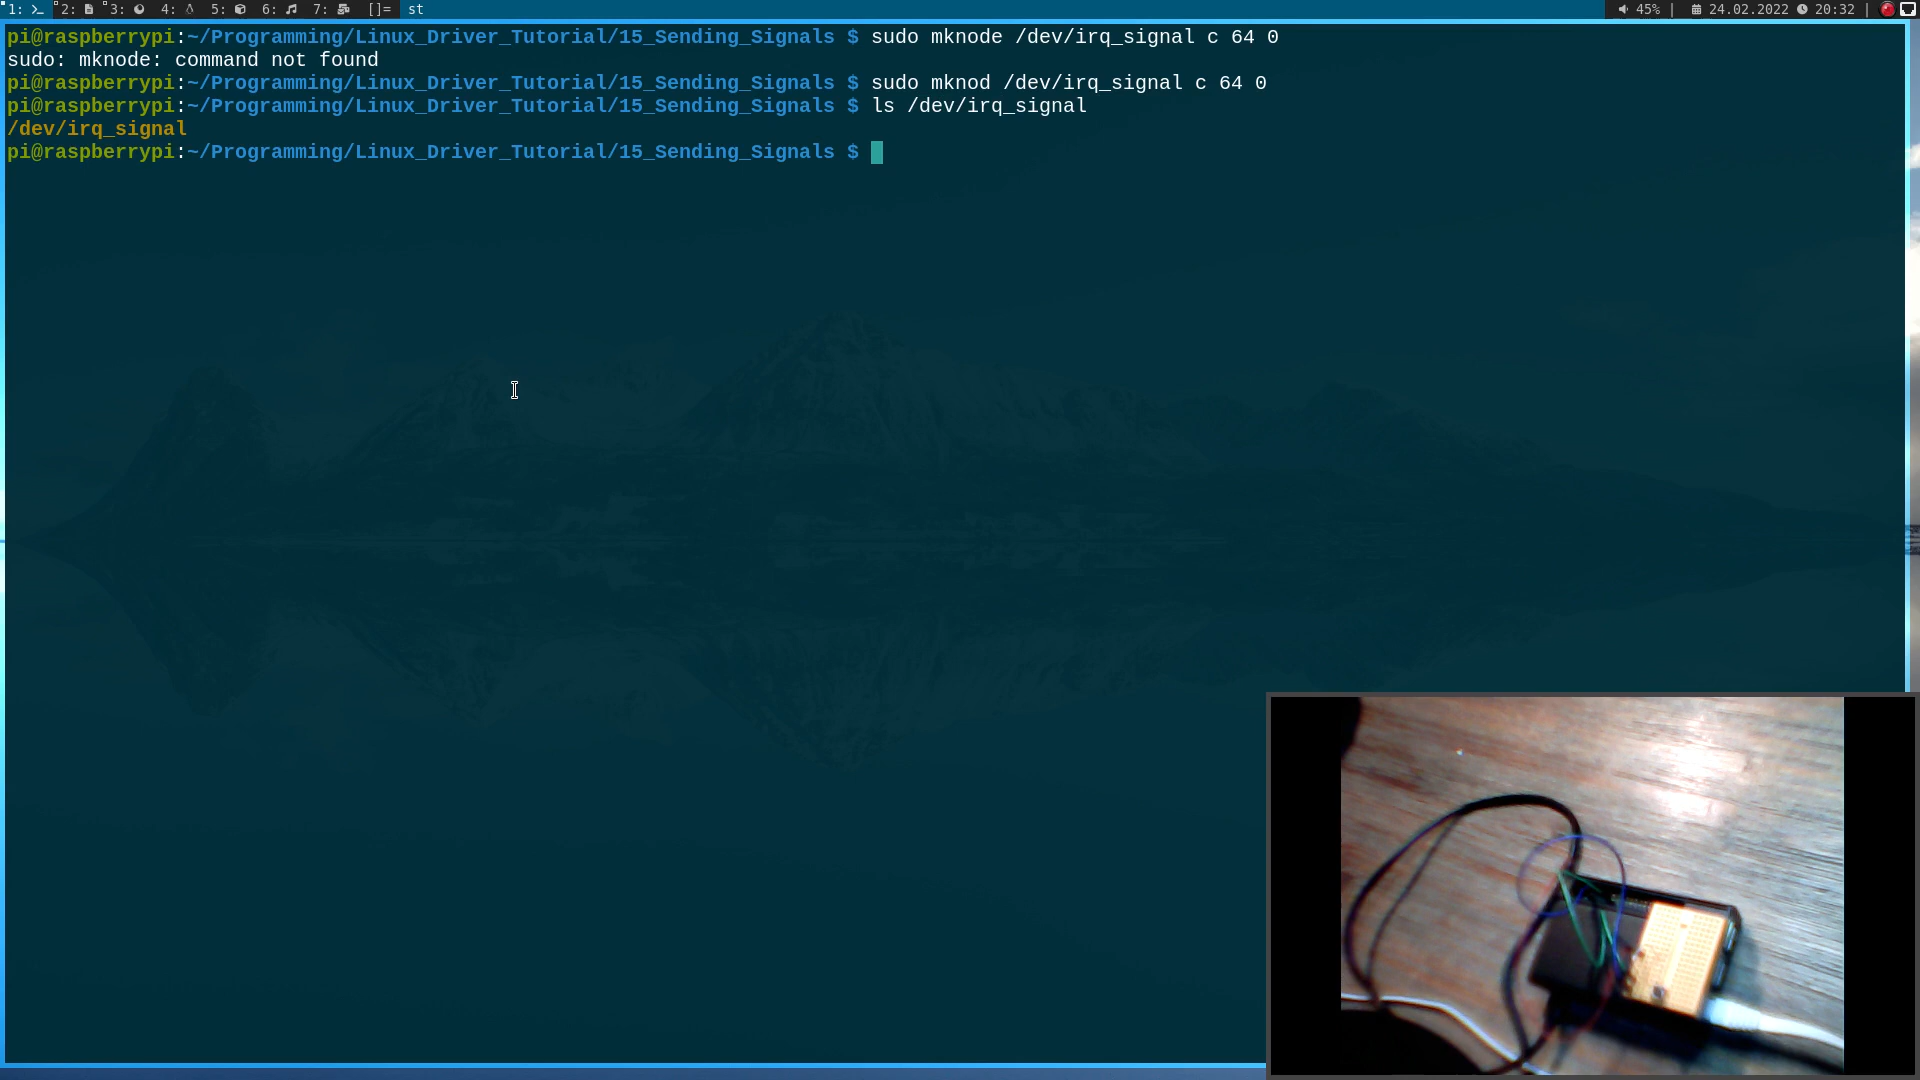 1: 2: 3: 4: 5: 6: 7: []= st 45% | 24.02.2022 20:32 |
pi@raspberrypi:~/Programming/Linux_Driver_Tutorial/15_Sending_Signals $ sudo mknode /dev/irq_signal c 64 0
sudo: mknode: command not found
pi@raspberrypi:~/Programming/Linux_Driver_Tutorial/15_Sending_Signals $ sudo mknod /dev/irq_signal c 64 0
pi@raspberrypi:~/Programming/Linux_Driver_Tutorial/15_Sending_Signals $ ls /dev/irq_signal
/dev/irq_signal
pi@raspberrypi:~/Programming/Linux_Driver_Tutorial/15_Sending_Signals $